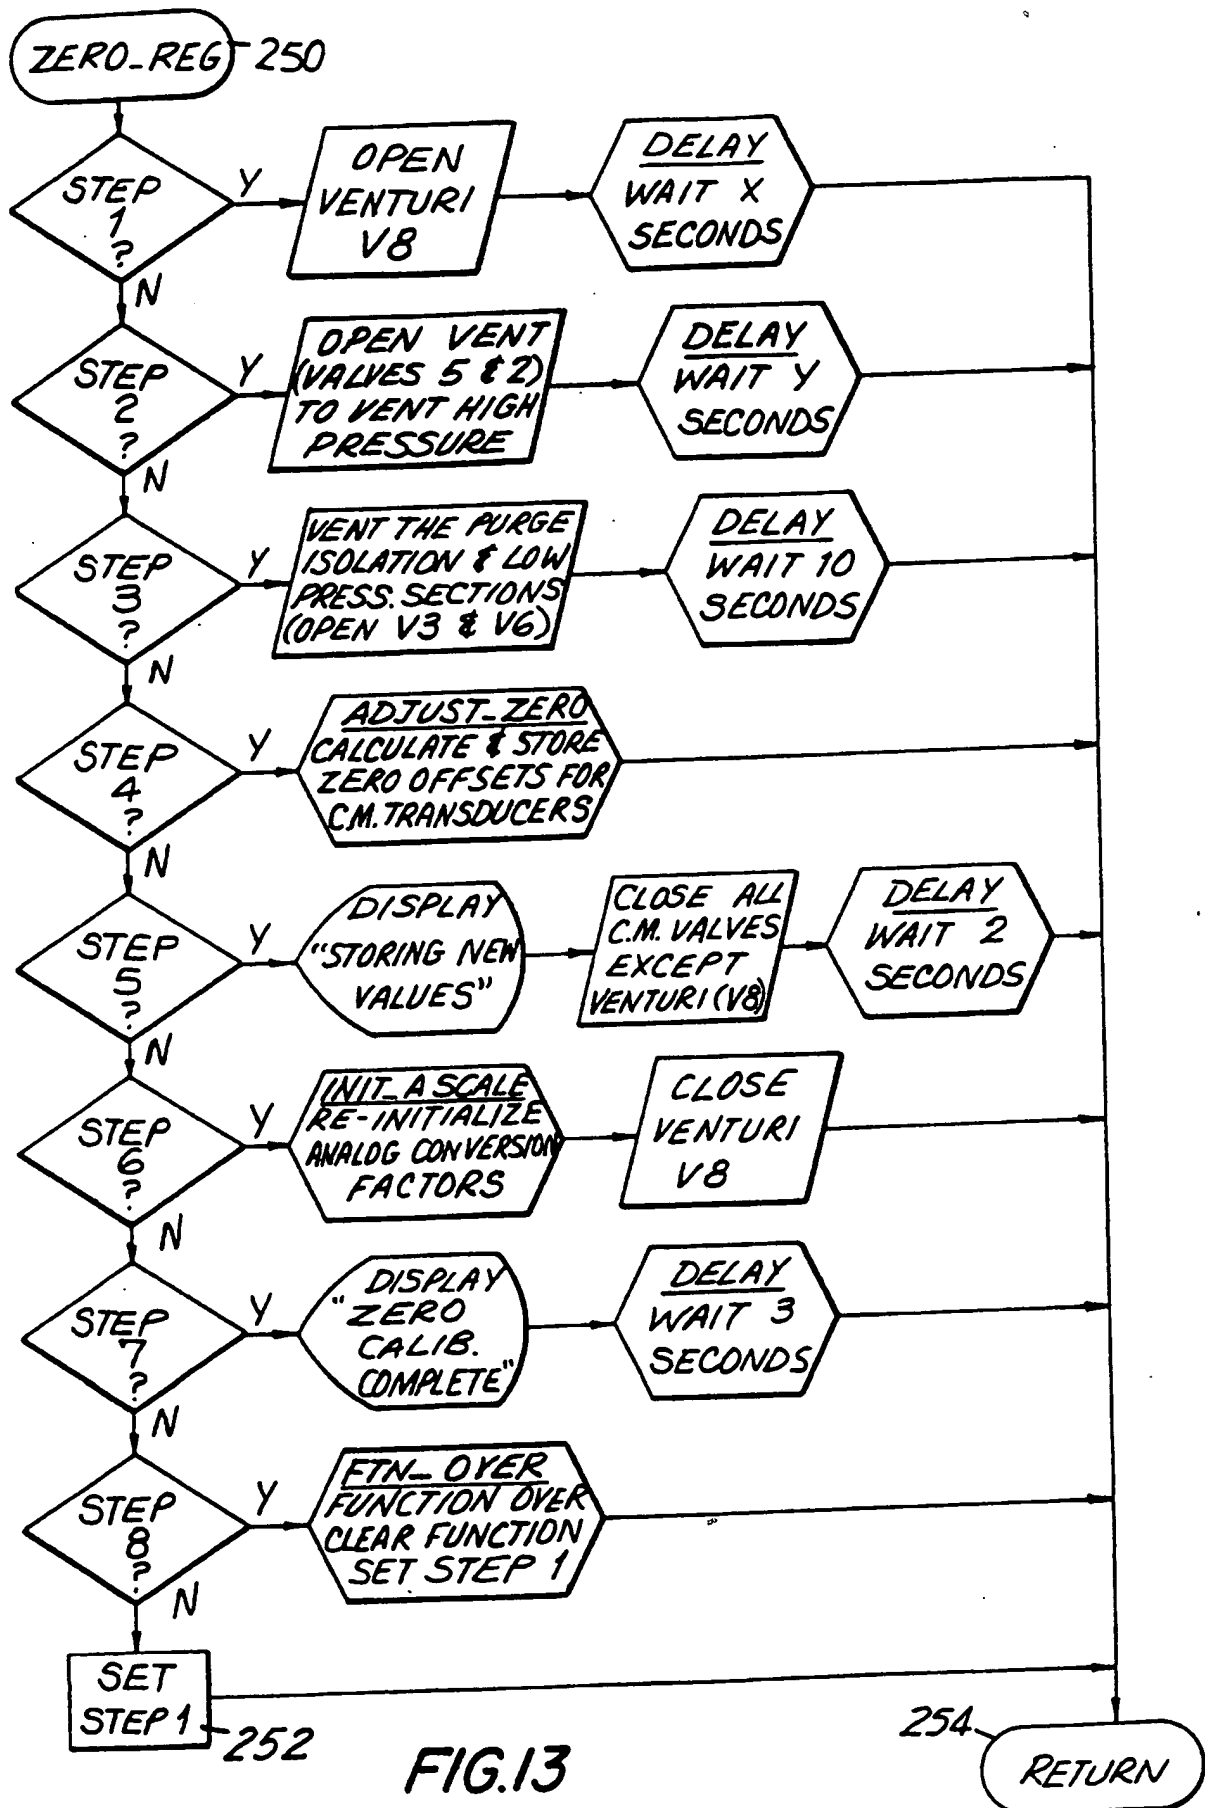 ZERO_REG 250
STEP
1
?
Y
N
OPEN
VENTURI
V8
DELAY
WAIT X
SECONDS
STEP
2
?
Y
N
OPEN VENT
(VALVES 5 & 2)
TO VENT HIGH
PRESSURE
DELAY
WAIT Y
SECONDS
STEP
3
?
Y
N
VENT THE PURGE
ISOLATION & LOW
PRESS. SECTIONS
(OPEN V3 & V6)
DELAY
WAIT 10
SECONDS
STEP
4
?
Y
N
ADJUST_ZERO
CALCULATE & STORE
ZERO OFFSETS FOR
C.M. TRANSDUCERS
STEP
5
?
Y
N
DISPLAY
"STORING NEW
VALUES"
CLOSE ALL
C.M. VALVES
EXCEPT
VENTURI (V8)
DELAY
WAIT 2
SECONDS
STEP
6
?
Y
N
INIT_A SCALE
RE-INITIALIZE
ANALOG CONVERSION
FACTORS
CLOSE
VENTURI
V8
STEP
7
?
Y
N
DISPLAY
"ZERO
CALIB.
COMPLETE"
DELAY
WAIT 3
SECONDS
STEP
8
?
Y
N
FTN_OVER
FUNCTION OVER
CLEAR FUNCTION
SET STEP 1
SET
STEP 1
252
254
RETURN
FIG.13